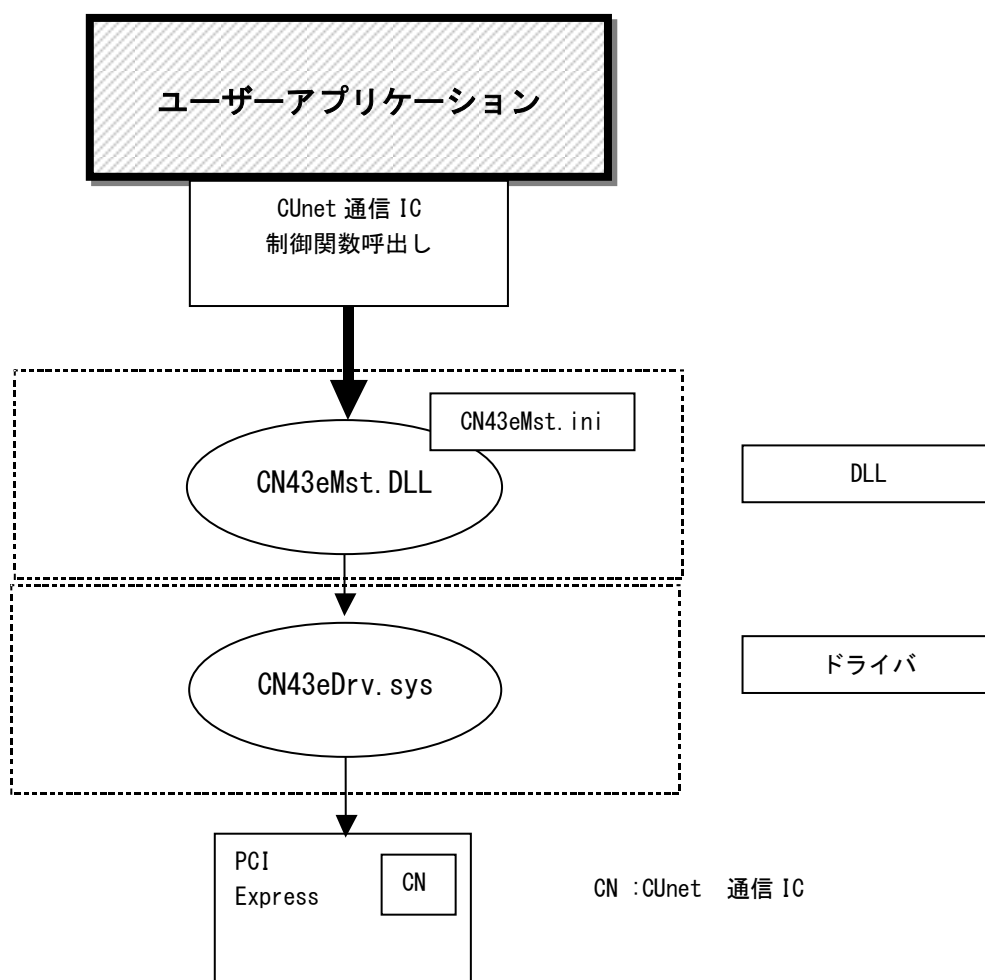 ユーザーアプリケーション
CUnet 通信 IC
制御関数呼出し
CN43eMst.ini
CN43eMst.DLL
DLL
CN43eDrv.sys
ドライバ
PCI
Express
CN
CN :CUnet 通信 IC